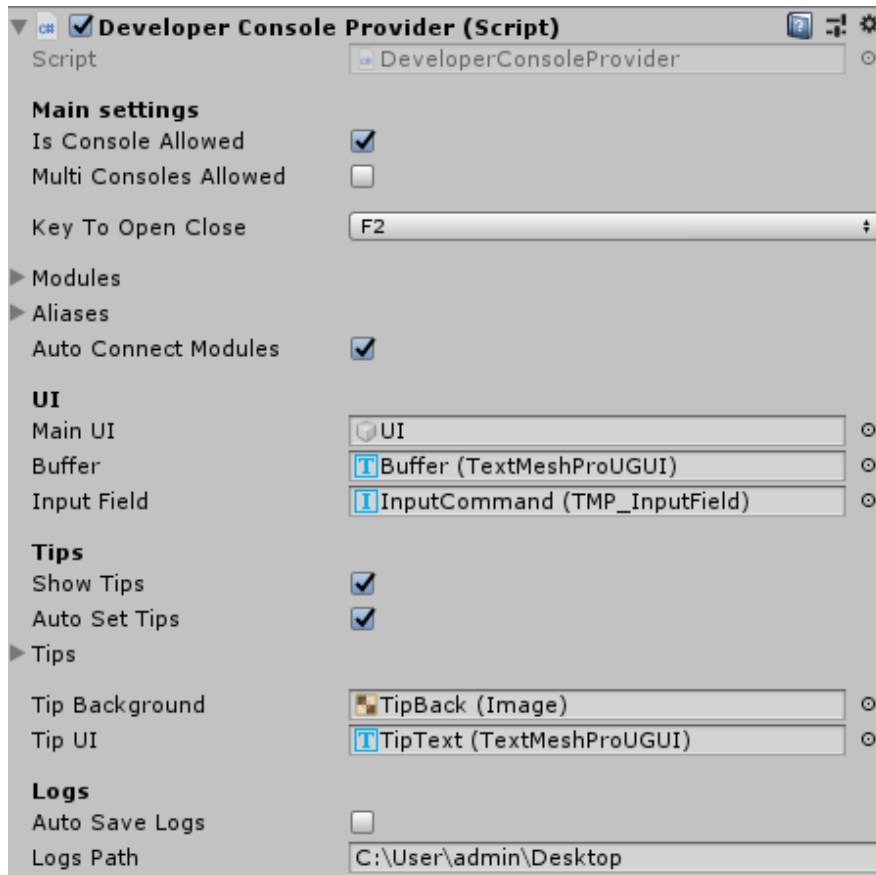 Developer Console Provider (Script)
Script DeveloperConsoleProvider
Main settings
Is Console Allowed
Multi Consoles Allowed
Key To Open Close F2
Modules
Aliases
Auto Connect Modules
UI
Main UI UI
Buffer Buffer (TextMeshProUGUI)
Input Field InputCommand (TMP_InputField)
Tips
Show Tips
Auto Set Tips
Tips
Tip Background TipBack (Image)
Tip UI TipText (TextMeshProUGUI)
Logs
Auto Save Logs
Logs Path C:\User\admin\Desktop